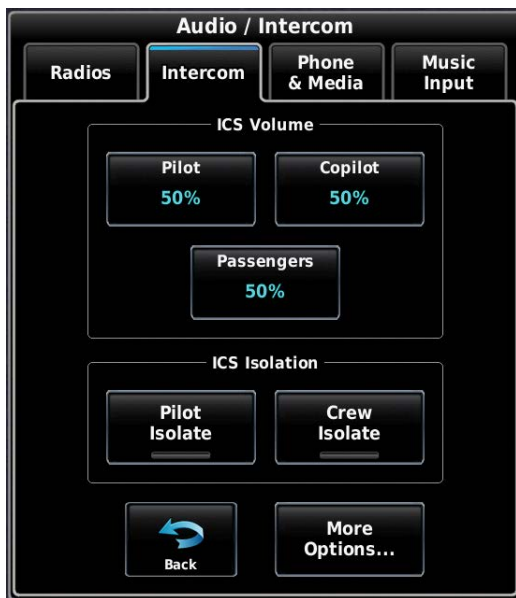 Audio / Intercom
Radios
Intercom
Phone
& Media
Music
Input
ICS Volume
Pilot
50%
Copilot
50%
Passengers
50%
ICS Isolation
Pilot
Isolate
Crew
Isolate
Back
More
Options...